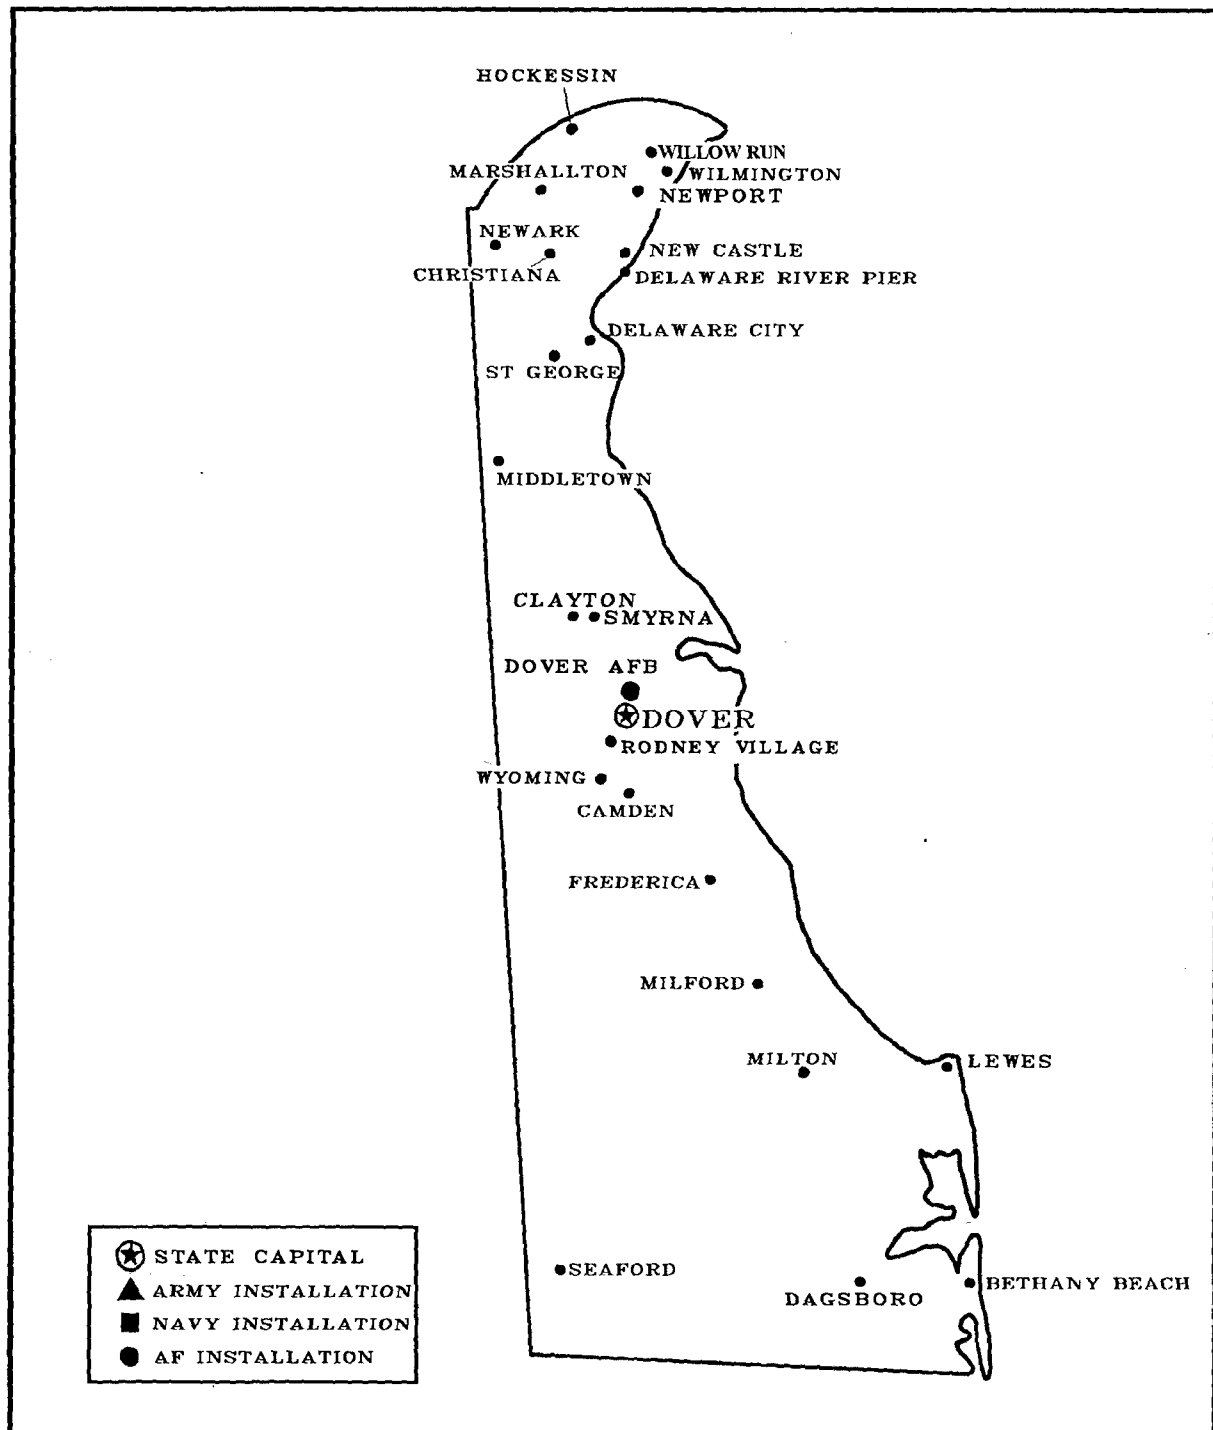 HOCKESSIN
WILLOW RUN
MARSHALLTON
WILMINGTON
NEWPORT
NEWARK
NEW CASTLE
CHRISTIANA
DELAWARE RIVER PIER
DELAWARE CITY
ST GEORGE
MIDDLETOWN
CLAYTON
SMYRNA
DOVER AFB
DOVER
RODNEY VILLAGE
WYOMING
CAMDEN
FREDERICA
MILFORD
MILTON
LEWES
SEAFORD
DAGSBORO
BETHANY BEACH
STATE CAPITAL
ARMY INSTALLATION
NAVY INSTALLATION
AF INSTALLATION